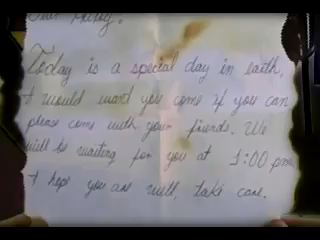 Dear
Today is a special day in earth,
I would want you come if you can
please come with your friends. We
will be waiting for you at 1:00 pm
I hope you are well, take care.